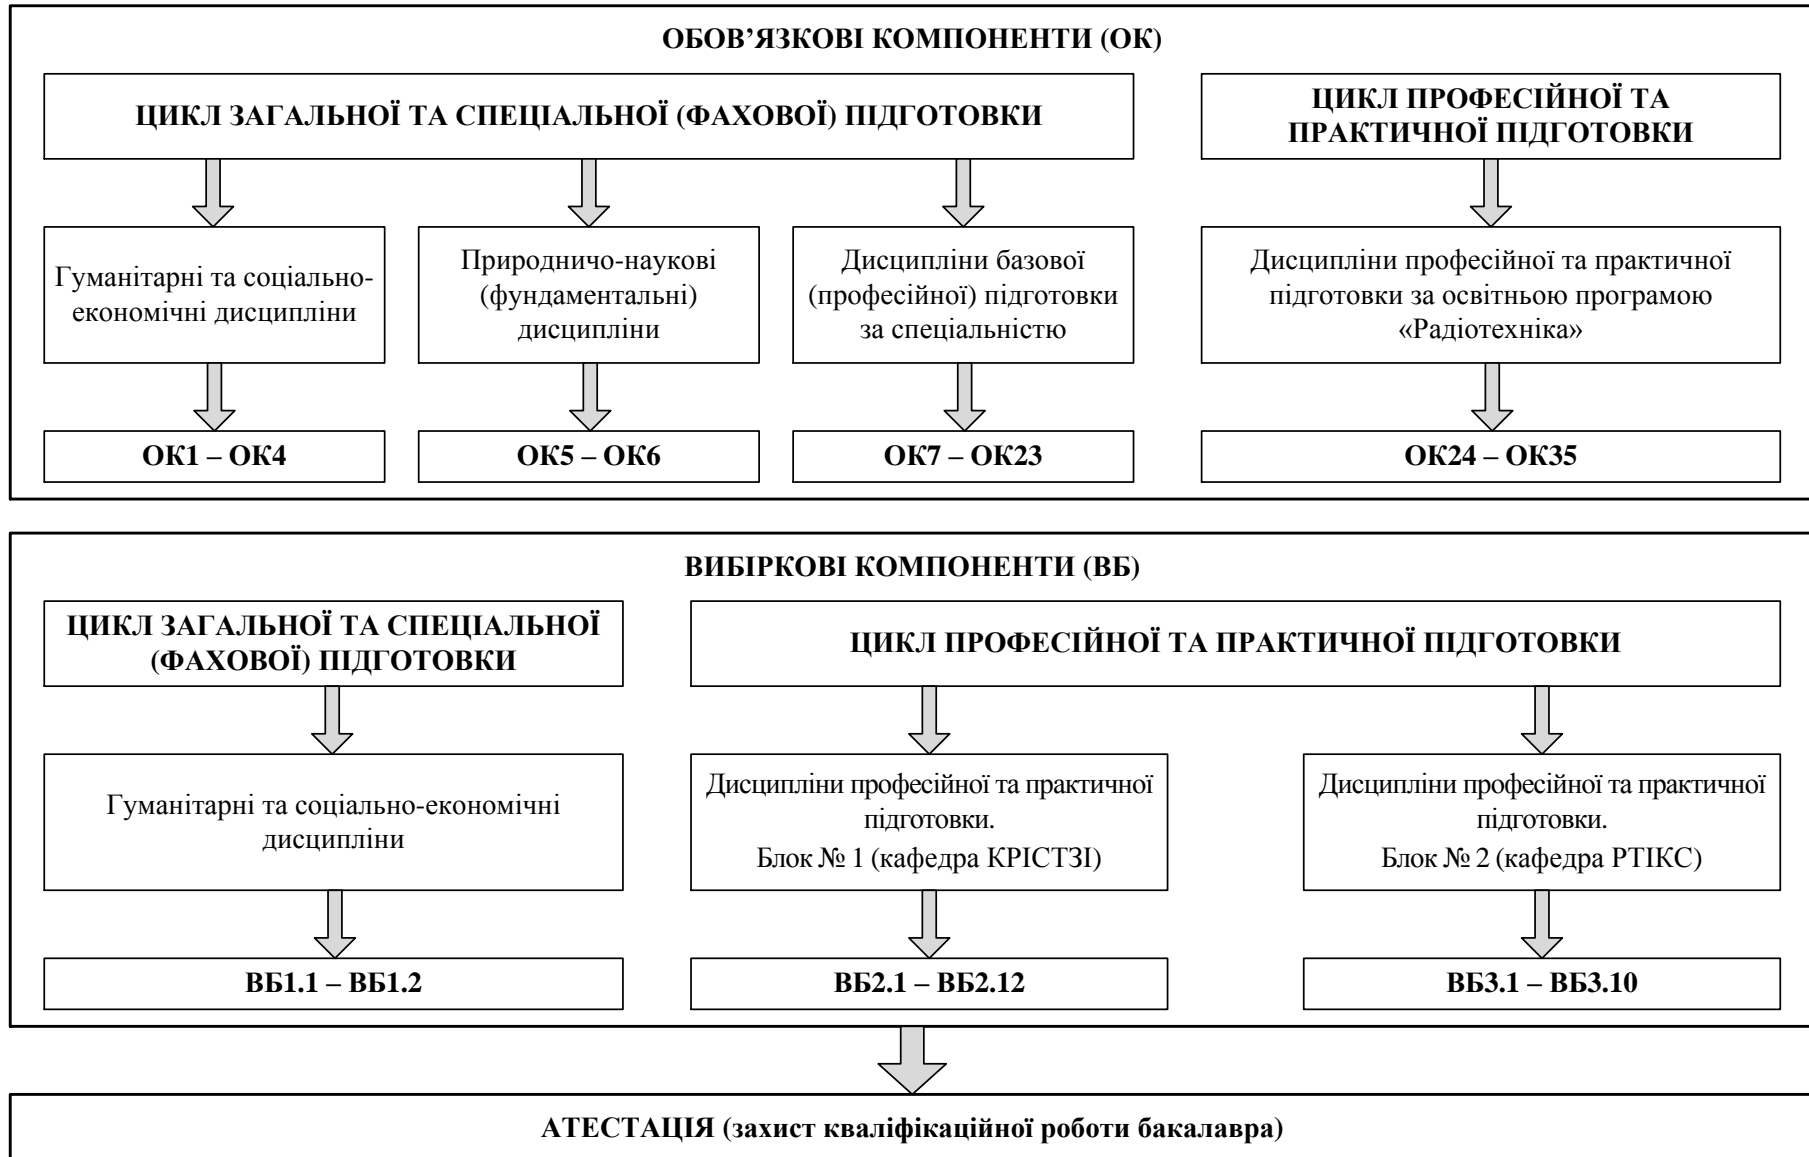 ОБОВ’ЯЗКОВІ КОМПОНЕНТИ (ОК)
ЦИКЛ ЗАГАЛЬНОЇ ТА СПЕЦІАЛЬНОЇ (ФАХОВОЇ) ПІДГОТОВКИ
ЦИКЛ ПРОФЕСІЙНОЇ ТА
ПРАКТИЧНОЇ ПІДГОТОВКИ
Гуманітарні та соціально-
економічні дисципліни
Природничо-наукові
(фундаментальні)
дисципліни
Дисципліни базової
(професійної) підготовки
за спеціальністю
Дисципліни професійної та практичної
підготовки за освітньою програмою
«Радіотехніка»
ОК1 – ОК4
ОК5 – ОК6
ОК7 – ОК23
ОК24 – ОК35
ВИБІРКОВІ КОМПОНЕНТИ (ВБ)
ЦИКЛ ЗАГАЛЬНОЇ ТА СПЕЦІАЛЬНОЇ
(ФАХОВОЇ) ПІДГОТОВКИ
ЦИКЛ ПРОФЕСІЙНОЇ ТА ПРАКТИЧНОЇ ПІДГОТОВКИ
Гуманітарні та соціально-економічні
дисципліни
Дисципліни професійної та практичної
підготовки.
Блок № 1 (кафедра КРІСТЗІ)
Дисципліни професійної та практичної
підготовки.
Блок № 2 (кафедра РТІКС)
ВБ1.1 – ВБ1.2
ВБ2.1 – ВБ2.12
ВБ3.1 – ВБ3.10
АТЕСТАЦІЯ (захист кваліфікаційної роботи бакалавра)